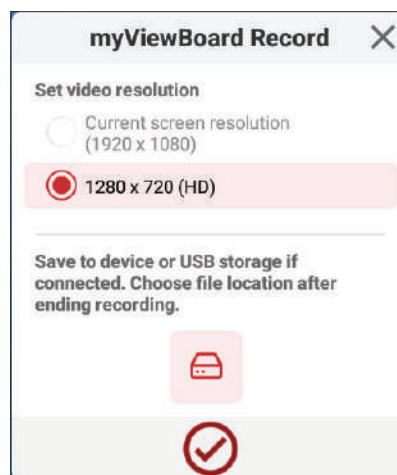 myViewBoard Record
Set video resolution
Current screen resolution
(1920 x 1080)
1280 x 720 (HD)
Save to device or USB storage if
connected. Choose file location after
ending recording.